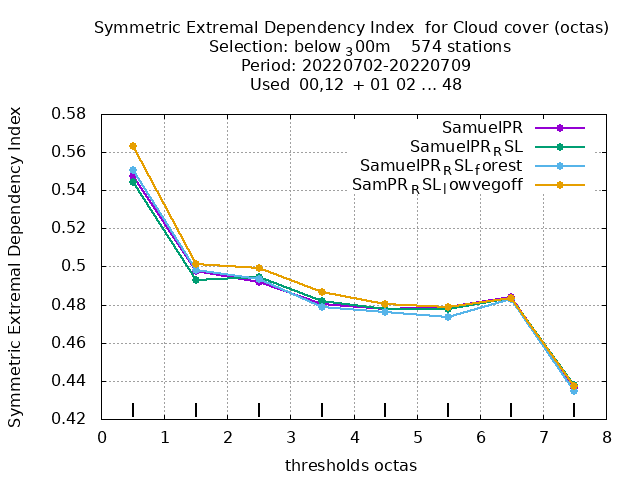 Symmetric Extremal Dependency Index  for Cloud cover (octas)
Selection: below 300m    574 stations
Period: 20220702-20220709
Used  00,12  + 01 02 ... 48
SamuelPR
SamuelPRRSL
SamuelPRRSLforest
SamPRRSLlowvegoff
0.58
0.56
0.54
0.52
0.5
0.48
0.46
0.44
0.42
0 1 2 3 4 5 6 7 8
thresholds octas
Symmetric Extremal Dependency Index